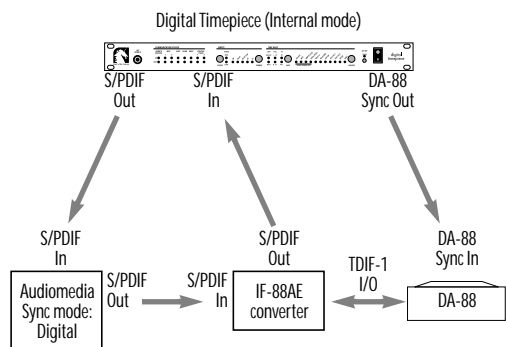 Digital Timepiece (Internal mode)
S/PDIF
Out
S/PDIF
In
DA-88
Sync Out
S/PDIF
In
S/PDIF
Out
DA-88
Sync In
Audiomedia
Sync mode:
Digital
S/PDIF
Out
S/PDIF
In
IF-88AE
converter
TDIF-1
I/O
DA-88